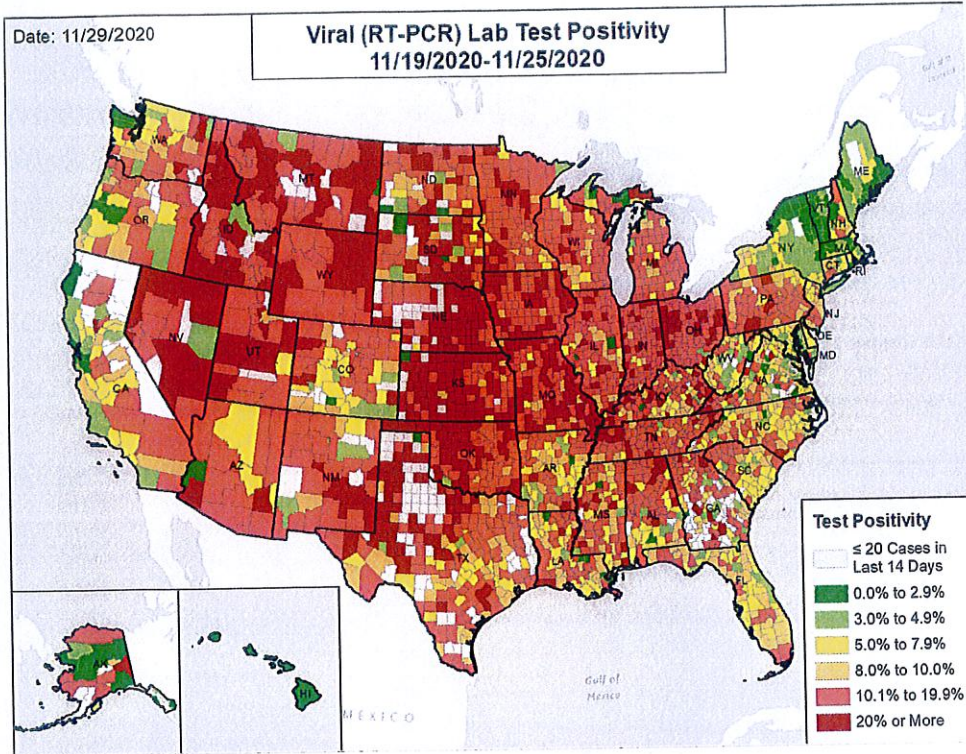 Date: 11/29/2020
Viral (RT-PCR) Lab Test Positivity
11/19/2020-11/25/2020
WA
MT
ND
MN
ME
VT
NH
OR
ID
SD
WI
MI
NY
MA
CT
RI
WY
IA
PA
NJ
NE
NV
UT
CO
IL
IN
OH
DE
MD
WV
VA
CA
KS
MO
KY
NC
TN
AZ
NM
OK
AR
SC
MS
AL
GA
TX
LA
FL
Test Positivity
≤ 20 Cases in
Last 14 Days
0.0% to 2.9%
3.0% to 4.9%
5.0% to 7.9%
8.0% to 10.0%
10.1% to 19.9%
20% or More
AK
HI
Gulf of
Mexico
MEXICO